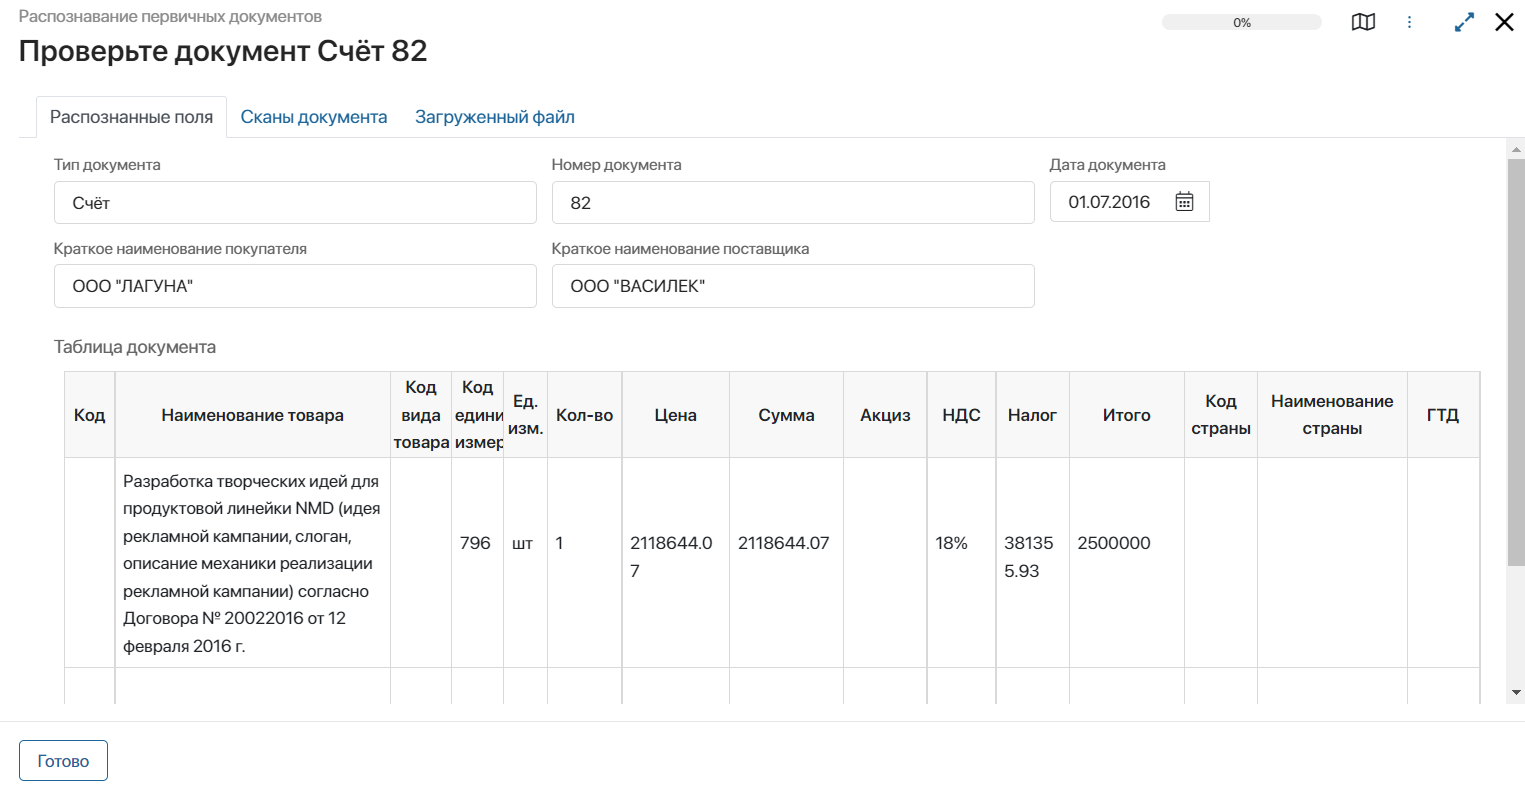 Распознавание первичных документов
0%
Проверьте документ Счёт 82
Распознанные поля Сканы документа Загруженный файл
Тип документа Номер документа Дата документа
Счёт 82 01.07.2016
Краткое наименование покупателя Краткое наименование поставщика
ООО "ЛАГУНА" ООО "ВАСИЛЕК"
Таблица документа
Код
Наименование товара
Код
вида
товара
Код
едини
измер
Ед.
изм.
Кол-во
Цена
Сумма
Акциз
НДС
Налог
Итого
Код
страны
Наименование
страны
ГТД
Разработка творческих идей для
продуктовой линейки NMD (идея
рекламной кампании, слоган,
описание механики реализации
рекламной кампании) согласно
Договора № 20022016 от 12
февраля 2016 г.
796
шт
1
2118644.0
7
2118644.07
18%
38135
5.93
2500000
Готово